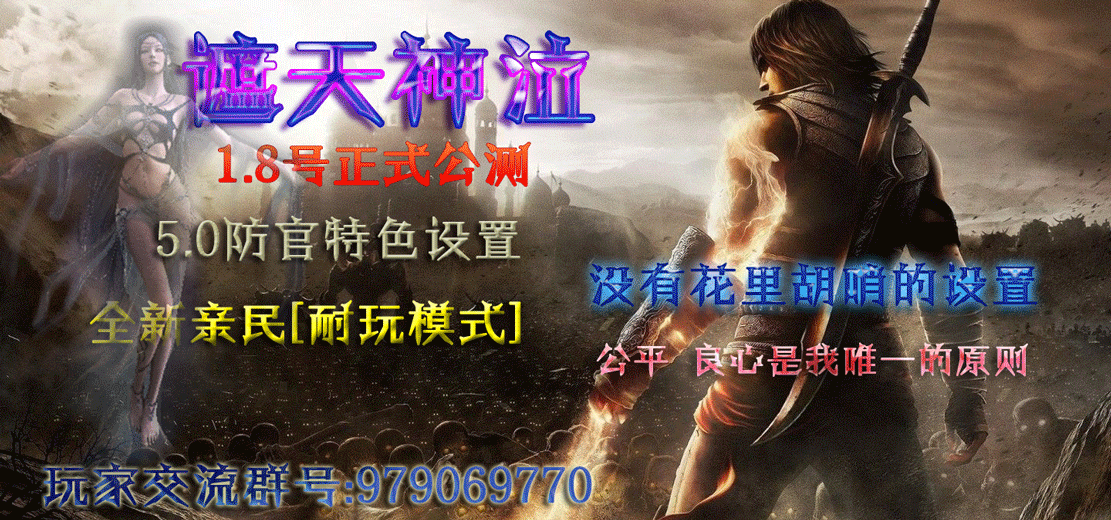 遮天神泣
1.8号正式公测
5.0防官特色设置
没有花里胡哨的设置
全新亲民[耐玩模式]
公平 良心是我唯一的原则
玩家交流群号:979069770